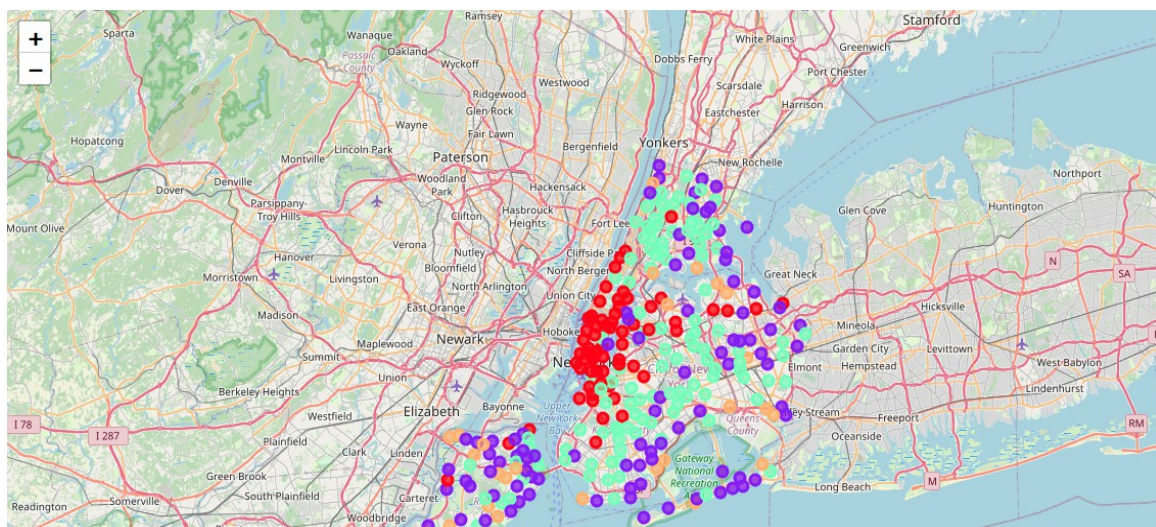 Sparta
Wanaque
Ramsey
Oakland
Wyckoff
Passaic
County
Westwood
Dobbs Ferry
White Plains
Stamford
Greenwich
Port Chester
Scarsdale
Harrison
Eastchester
Ridgewood
Glen Rock
Fair Lawn
Wayne
Hopatcong
Lincoln Park
Montville
Paterson
Bergenfield
Yonkers
New Rochelle
Northport
Dover
Denville
Parsippany-
Troy Hills
Woodland
Park
Hackensack
Hasbrouck
Heights
Clifton
Fort Lee
Glen Cove
Huntington
Mount Olive
Hanover
Verona
Nutley
Cliffside
Bloomfield
North Berger
Great Neck
N
SA
Morristown
Livingston
North Arlington
Union City
East Orange
Hicksville
M
Madison
Newark
Hoboke
Mineola
Levittown
Summit
Maplewood
Garden City
Elmont
Hempstead
West Babylon
Berkeley Heights
Union
Lindenhurst
Elizabeth
Bayonne
Upper
New York
Bay
Queens
County
ey Stream
Freeport
Oceanside
I 78
I 287
Westfield
Plainfield
Clark
Linden
Gateway
National
Recreation
RM
Green Brook
South Plainfield
Carteret
Long Beach
M
Somerville
Readington
Woodbridge